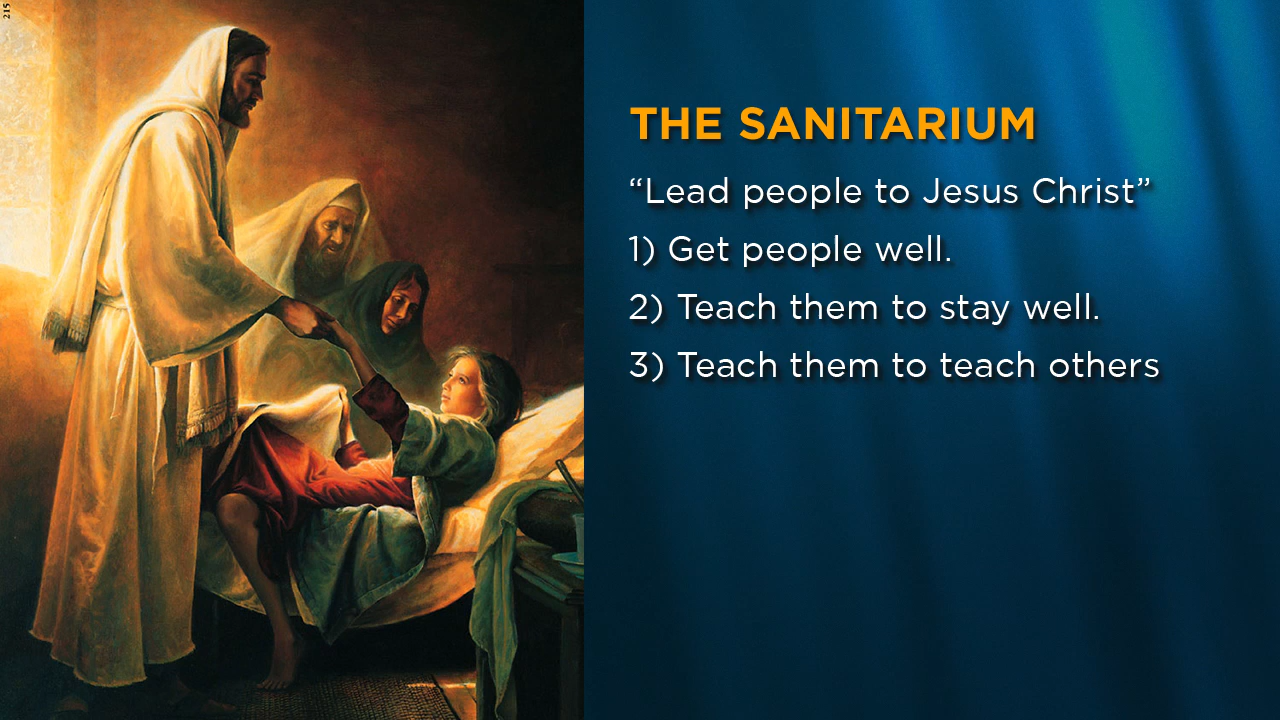 215
THE SANITARIUM
“Lead people to Jesus Christ”
1) Get people well.
2) Teach them to stay well.
3) Teach them to teach others